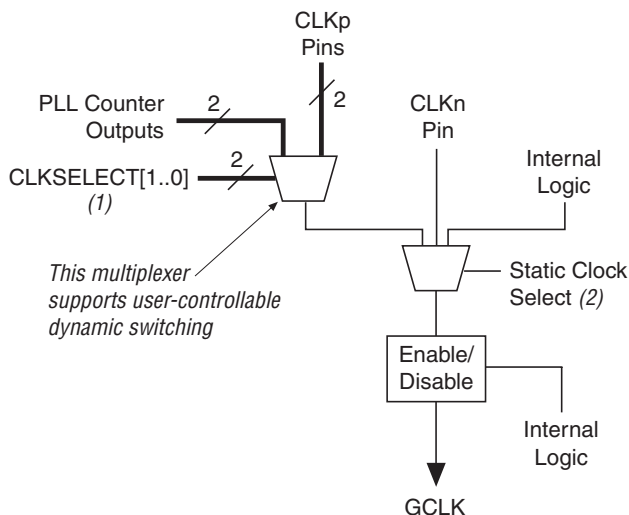 CLKp
Pins
2
PLL Counter
Outputs
2
CLKn
Pin
CLKSELECT[1..0]
(1)
2
Internal
Logic
This multiplexer
supports user-controllable
dynamic switching
Static Clock
Select (2)
Enable/
Disable
Internal
Logic
GCLK